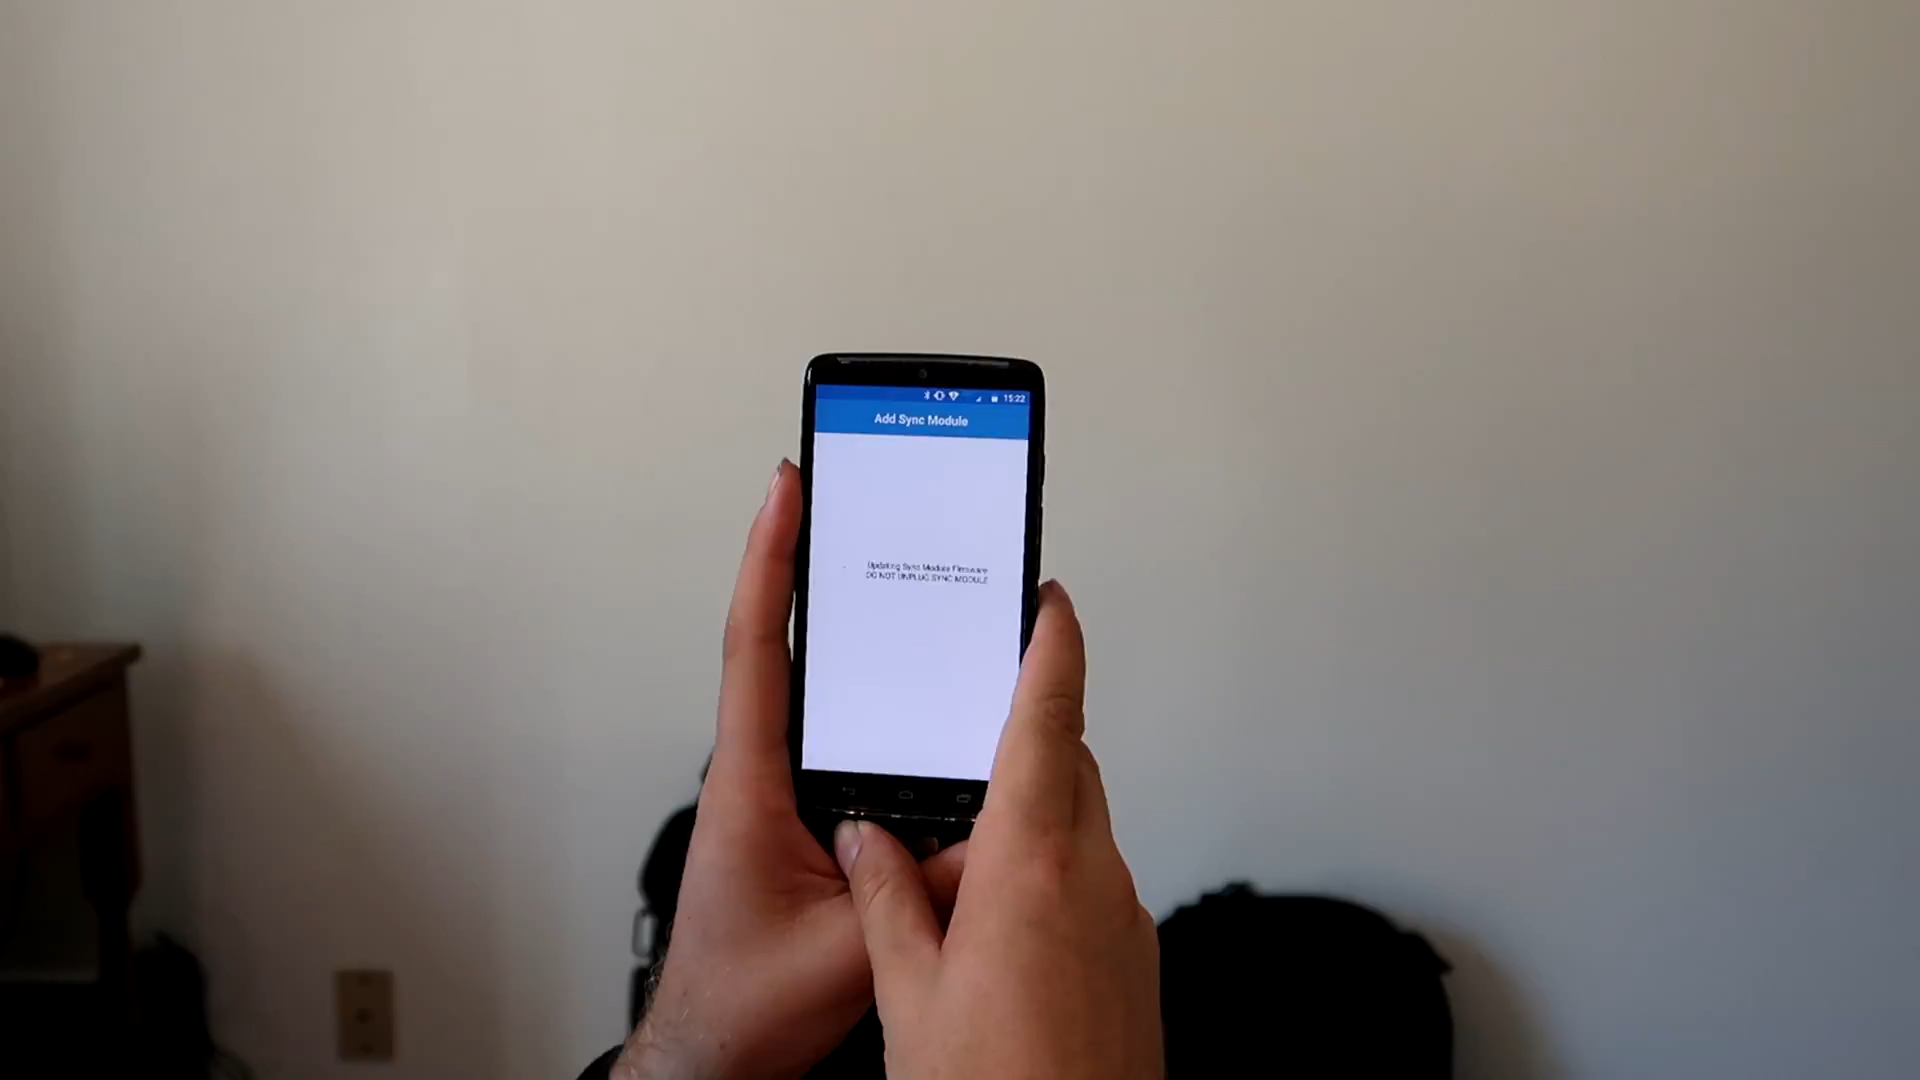 15:22
Add Sync Module
Updating Sync Module Firmware
DO NOT UNPLUG SYNC MODULE